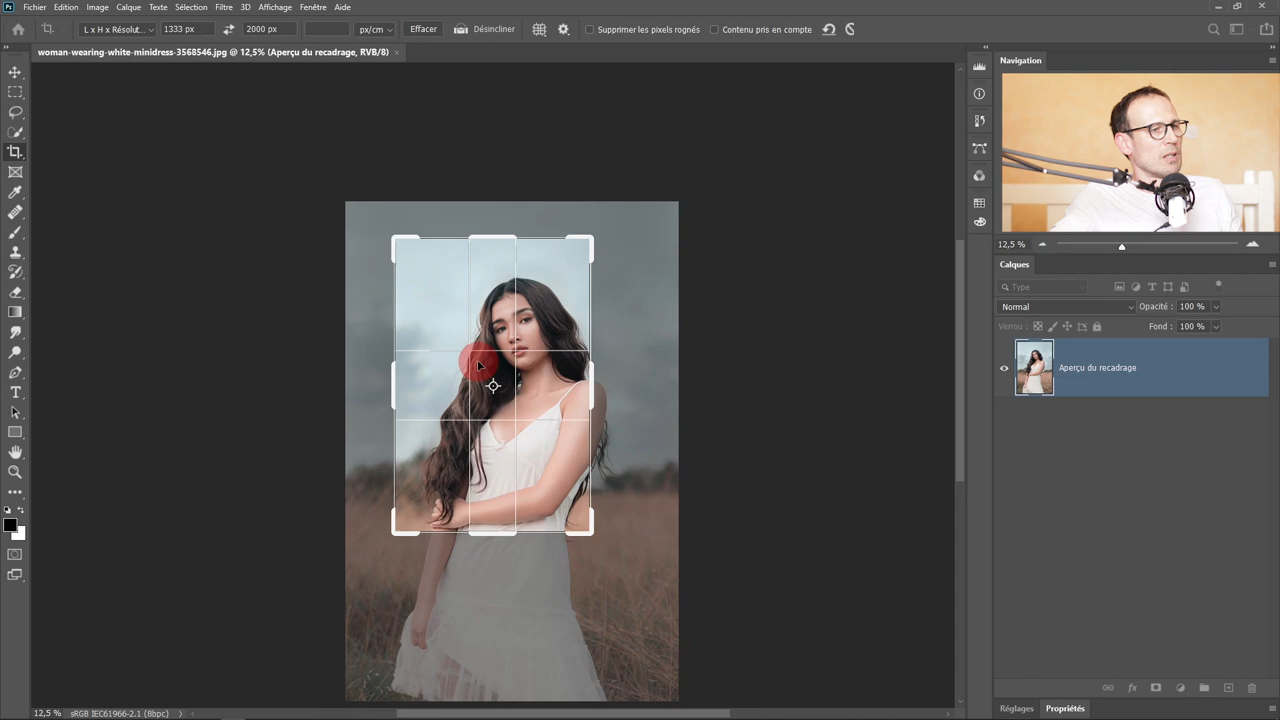 Ps Fichier Edition Image Calque Texte Sélection Filtre 3D Affichage Fenêtre Aide
L x H x Résolut... 1333 px 2000 px px/cm Effacer Désincliner Supprimer les pixels rognés Contenu pris en compte
woman-wearing-white-minidress-3568546.jpg @ 12,5% (Aperçu du recadrage, RVB/8) ×
Navigation
12,5 %
Calques
Type
Normal Opacité : 100 %
Verrou : Fond : 100 %
Aperçu du recadrage
fx
Réglages Propriétés
12,5 % sRGB IEC61966-2.1 (8bpc)